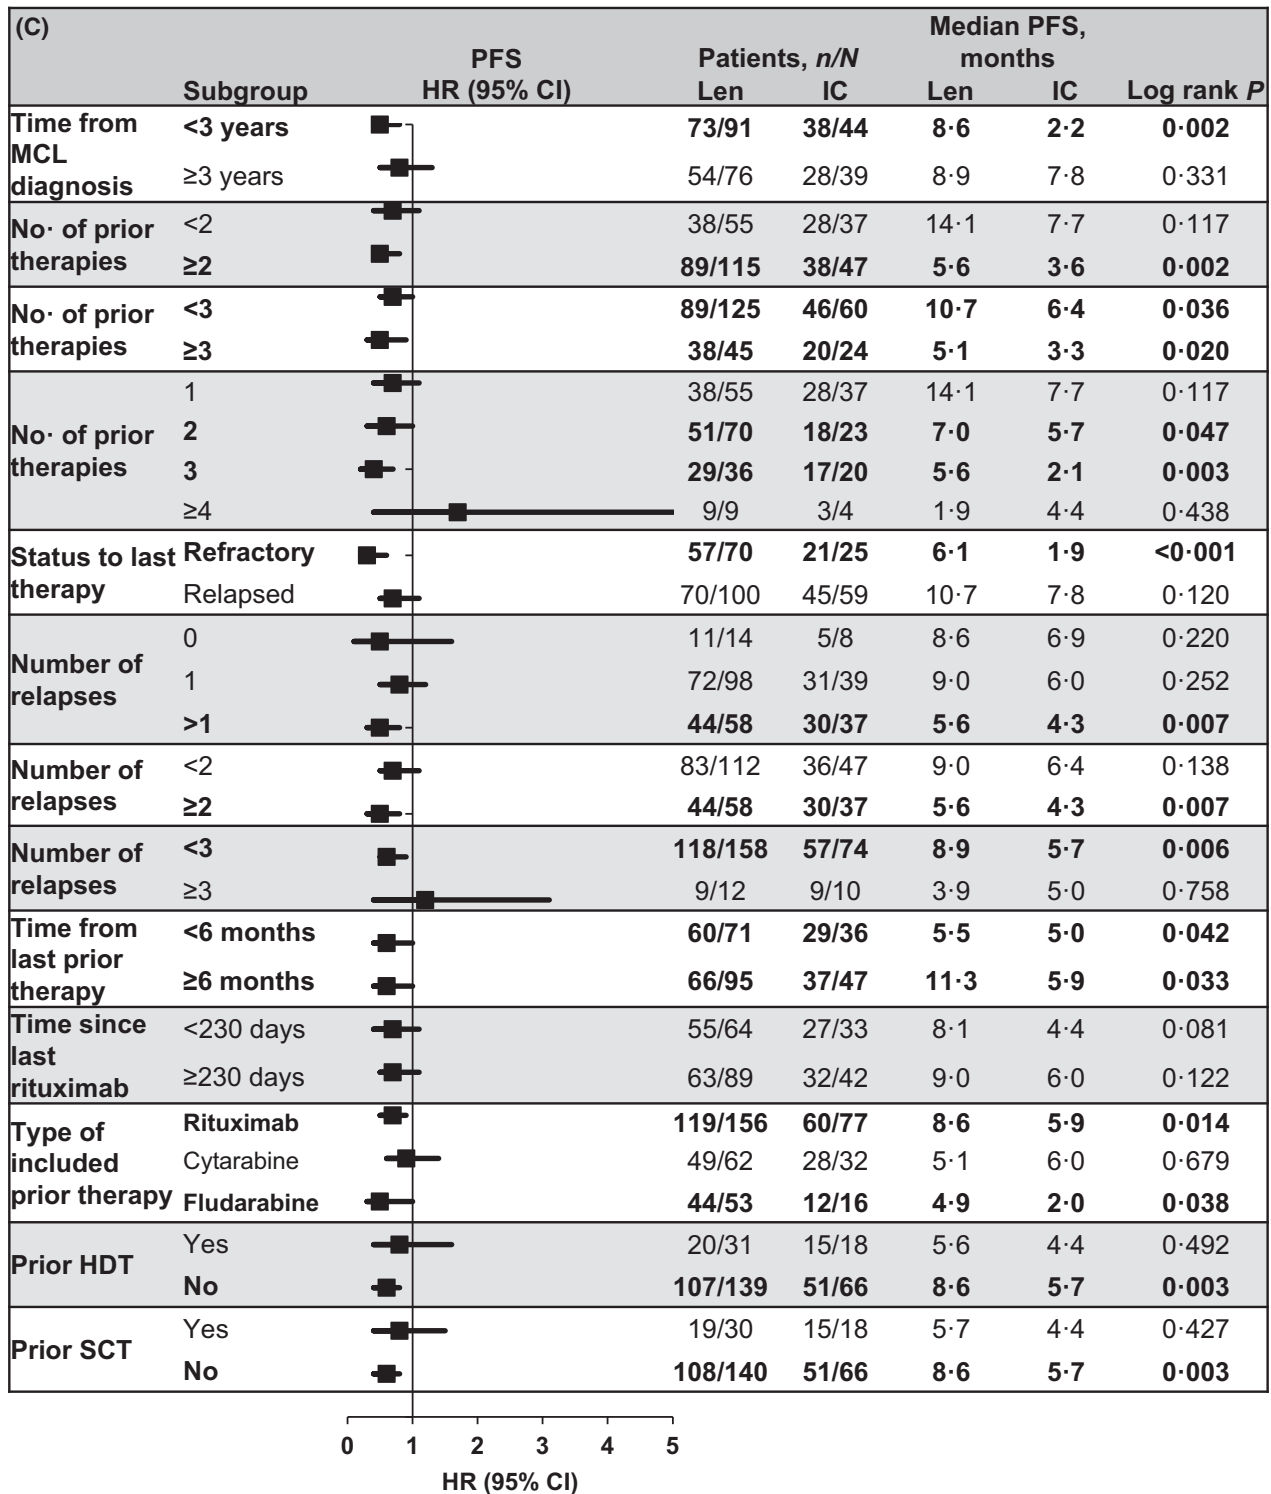 (C)
Median PFS,
PFS Patients, n/N months
Subgroup HR (95% CI) Len IC Len IC Log rank P
Time from MCL diagnosis
<3 years 73/91 38/44 8·6 2·2 0·002
≥3 years 54/76 28/39 8·9 7·8 0·331
No· of prior therapies
<2 38/55 28/37 14·1 7·7 0·117
≥2 89/115 38/47 5·6 3·6 0·002
No· of prior therapies
<3 89/125 46/60 10·7 6·4 0·036
≥3 38/45 20/24 5·1 3·3 0·020
No· of prior therapies
1 38/55 28/37 14·1 7·7 0·117
2 51/70 18/23 7·0 5·7 0·047
3 29/36 17/20 5·6 2·1 0·003
≥4 9/9 3/4 1·9 4·4 0·438
Status to last therapy
Refractory 57/70 21/25 6·1 1·9 <0·001
Relapsed 70/100 45/59 10·7 7·8 0·120
Number of relapses
0 11/14 5/8 8·6 6·9 0·220
1 72/98 31/39 9·0 6·0 0·252
>1 44/58 30/37 5·6 4·3 0·007
Number of relapses
<2 83/112 36/47 9·0 6·4 0·138
≥2 44/58 30/37 5·6 4·3 0·007
Number of relapses
<3 118/158 57/74 8·9 5·7 0·006
≥3 9/12 9/10 3·9 5·0 0·758
Time from last prior therapy
<6 months 60/71 29/36 5·5 5·0 0·042
≥6 months 66/95 37/47 11·3 5·9 0·033
Time since last rituximab
<230 days 55/64 27/33 8·1 4·4 0·081
≥230 days 63/89 32/42 9·0 6·0 0·122
Type of included prior therapy
Rituximab 119/156 60/77 8·6 5·9 0·014
Cytarabine 49/62 28/32 5·1 6·0 0·679
Fludarabine 44/53 12/16 4·9 2·0 0·038
Prior HDT
Yes 20/31 15/18 5·6 4·4 0·492
No 107/139 51/66 8·6 5·7 0·003
Prior SCT
Yes 19/30 15/18 5·7 4·4 0·427
No 108/140 51/66 8·6 5·7 0·003
0 1 2 3 4 5
HR (95% CI)